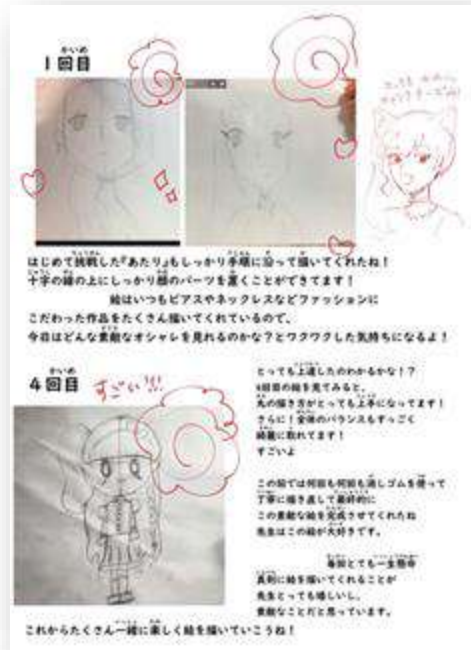 かいめ
1回目
とっても かわいい
はじめて挑戦した『あたり』もしっかり手順に沿って描いてくれたね！
十字の線の上にしっかり顔のパーツを置くことができてます！
絵はいつもピアスやネックレスなどファッションに
こだわった作品をたくさん描いてくれているので、
今日はどんな素敵なオシャレを見れるのかな？とワクワクした気持ちになるよ！
かいめ
4回目
すごい!!!
とっても上達したのわかるかな！？
4回目の絵を見てみると、
丸の描き方がとっても上手になってます！
さらに！全体のバランスもすっごく
綺麗に取れてます！
すごいよ
この回では何回も何回も消しゴムを使って
丁寧に描き直して最終的に
この素敵な絵を完成させてくれたね
先生はこの絵が大好きです。
毎回とても一生懸命
真剣に絵を描いてくれることが
先生とっても嬉しいし、
素敵なことだと思っています。
これからたくさん一緒に楽しく絵を描いていこうね！